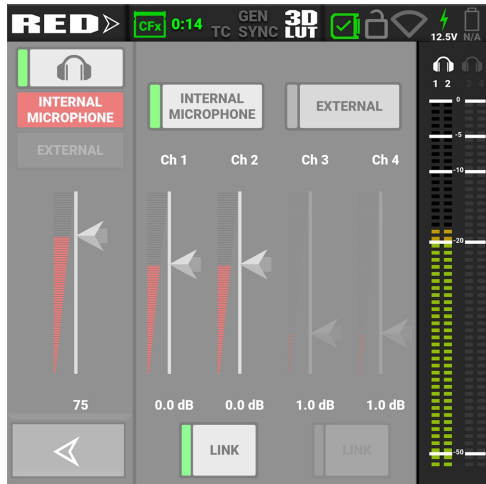 RED
CFx 0:14 GEN 3D
TC SYNC LUT
12.5V N/A
INTERNAL
MICROPHONE
EXTERNAL
INTERNAL
MICROPHONE
EXTERNAL
Ch 1 Ch 2 Ch 3 Ch 4
75
0.0 dB 0.0 dB 1.0 dB 1.0 dB
LINK LINK
1 2 3 4
0
-5
-10
-20
-50